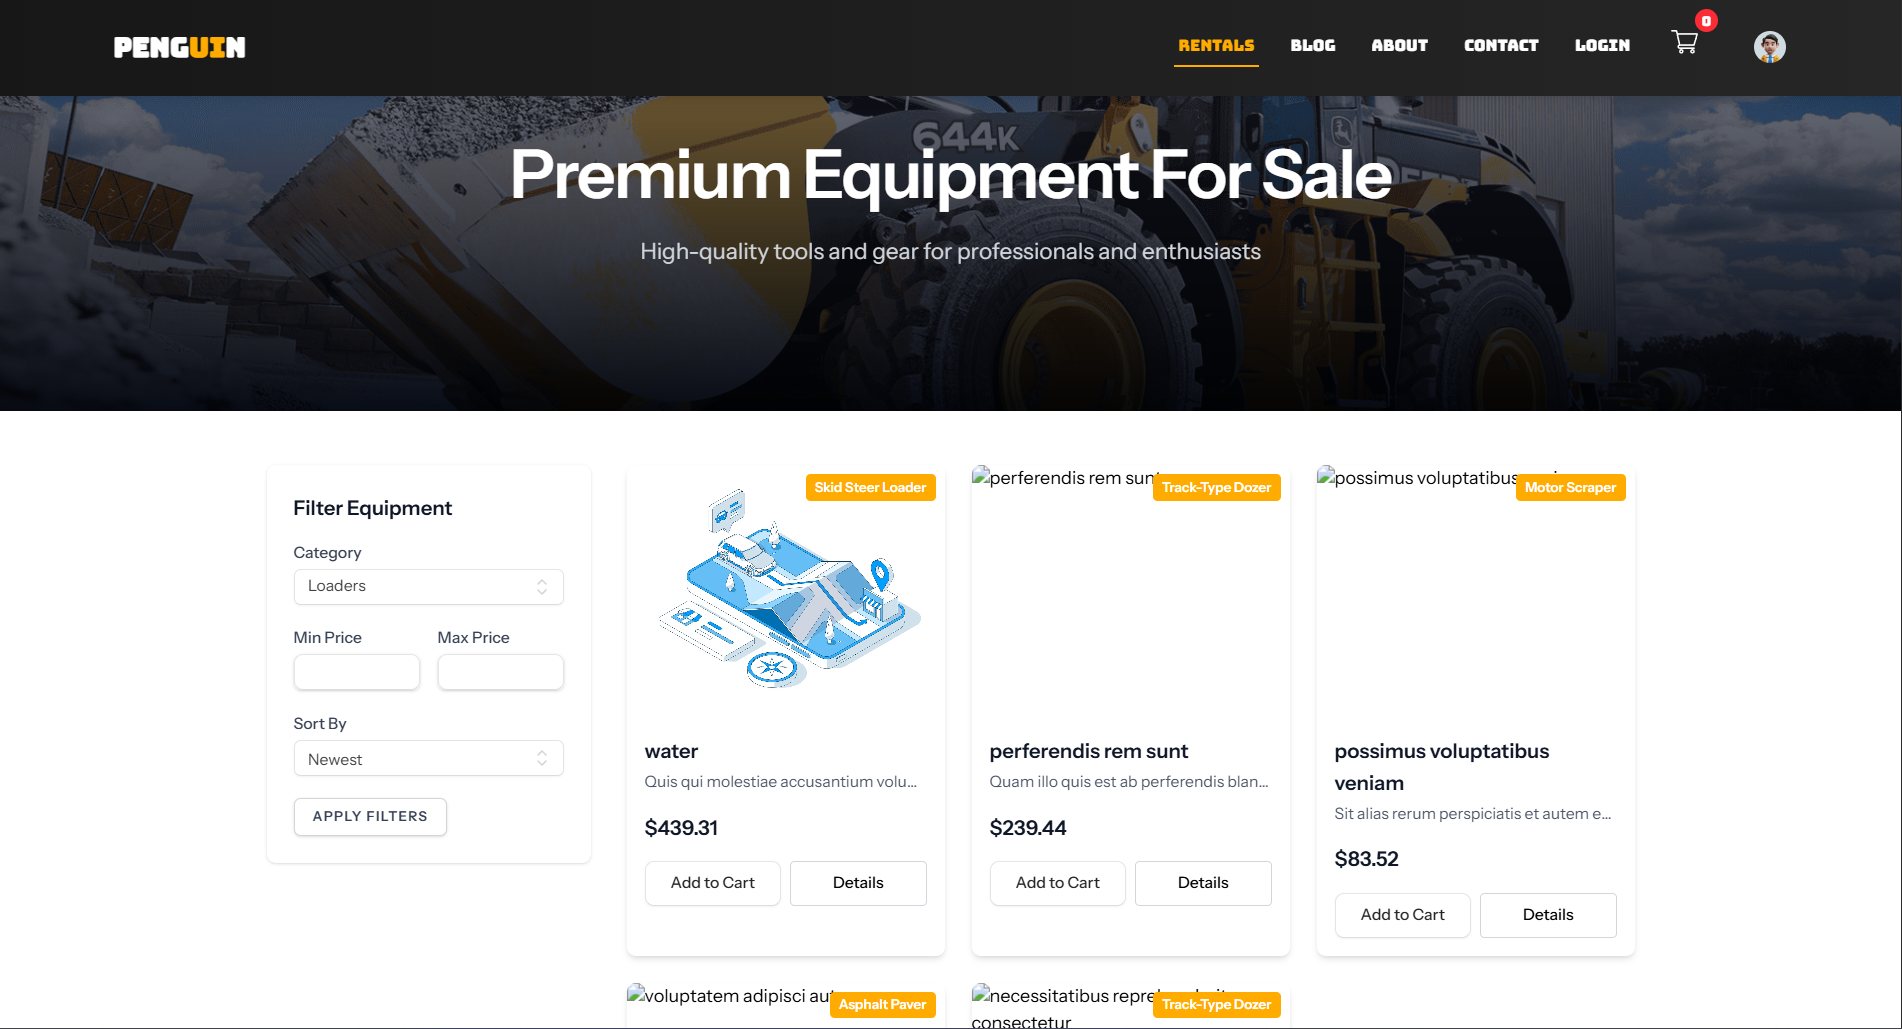 PENGUIN
RENTALS
BLOG
ABOUT
CONTACT
LOGIN
0
644K
Premium Equipment For Sale
High-quality tools and gear for professionals and enthusiasts
Filter Equipment
Category
Loaders
Min Price
Max Price
Sort By
Newest
APPLY FILTERS
Skid Steer Loader
water
Quis qui molestiae accusantium volu...
$439.31
Add to Cart
Details
perferendis rem sunt
Track-Type Dozer
perferendis rem sunt
Quam illo quis est ab perferendis blan...
$239.44
Add to Cart
Details
possimus voluptatibus
Motor Scraper
possimus voluptatibus
veniam
Sit alias rerum perspiciatis et autem e...
$83.52
Add to Cart
Details
voluptatem adipisci aut
Asphalt Paver
necessitatibus
Track-Type Dozer
consectetur